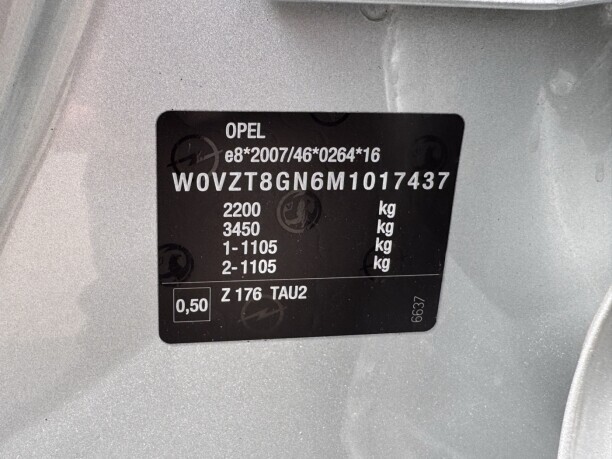 OPEL
e8*2007/46*0264*16
W0VZT8GN6M1017437
2200 kg
3450 kg
1-1105 kg
2-1105 kg
0,50 Z 176 TAU2
6637